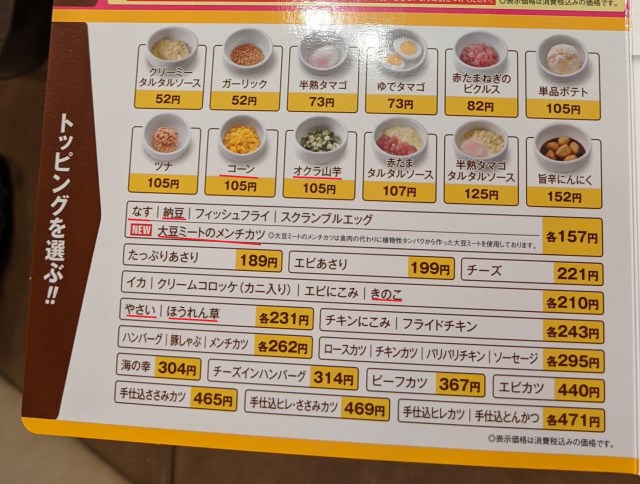 ◎表示価格は消費税込みの価格です。
トッピングを選ぶ!!
クリーミー
タルタルソース
52円
ガーリック
52円
半熟タマゴ
73円
ゆでタマゴ
73円
赤たまねぎの
ピクルス
82円
単品ポテト
105円
ツナ
105円
コーン
105円
オクラ山芋
105円
赤たま
タルタルソース
107円
半熟タマゴ
タルタルソース
125円
旨辛にんにく
152円
なす|納豆|フィッシュフライ|スクランブルエッグ
NEW 大豆ミートのメンチカツ ◎大豆ミートのメンチカツは食肉の代わりに植物性タンパクから作った大豆ミートを使用しております。
各157円
たっぷりあさり 189円
エビあさり 199円
チーズ 221円
イカ|クリームコロッケ(カニ入り)|エビにこみ|きのこ 各210円
やさい|ほうれん草 各231円
チキンにこみ|フライドチキン 各243円
ハンバーグ|豚しゃぶ|メンチカツ 各262円
ロースカツ|チキンカツ|パリパリチキン|ソーセージ 各295円
海の幸 304円
チーズインハンバーグ 314円
ビーフカツ 367円
エビカツ 440円
手仕込ささみカツ 465円
手仕込ヒレ・ささみカツ 469円
手仕込ヒレカツ|手仕込とんかつ 各471円
◎表示価格は消費税込みの価格です。